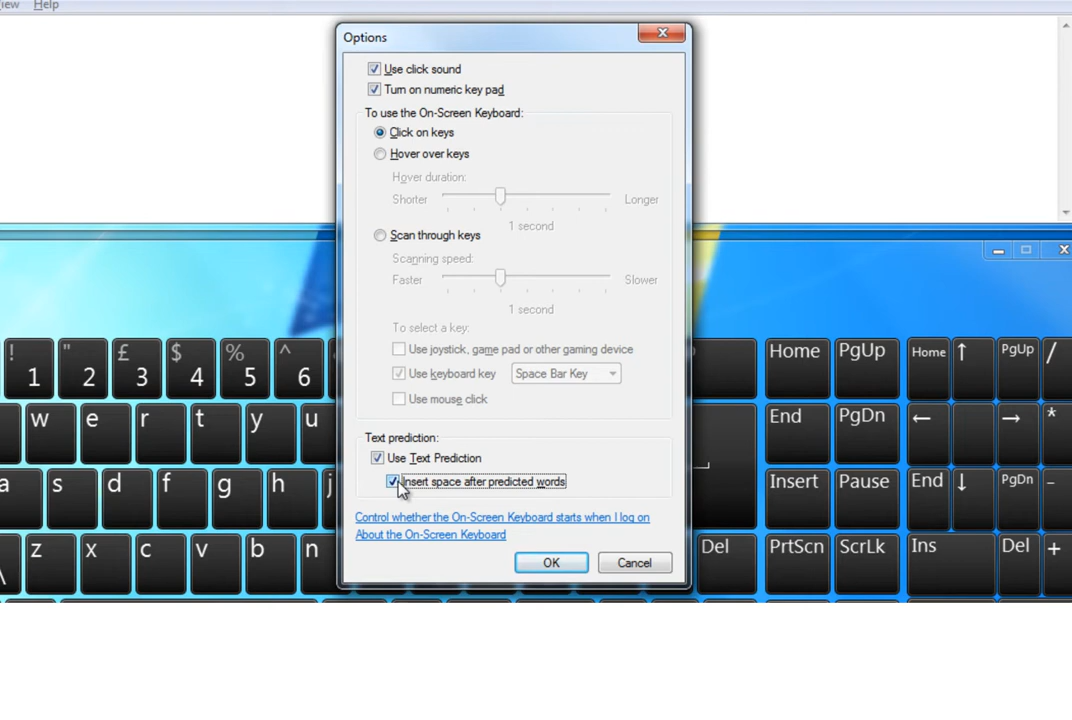 Help
Options
Use click sound
Turn on numeric key pad
To use the On-Screen Keyboard:
Click on keys
Hover over keys
Hover duration:
Shorter Longer
1 second
Scan through keys
Scanning speed:
Faster Slower
1 second
To select a key:
Use joystick, game pad or other gaming device
Use keyboard key Space Bar Key
Use mouse click
Text prediction:
Use Text Prediction
Insert space after predicted words
Control whether the On-Screen Keyboard starts when I log on
About the On-Screen Keyboard
OK Cancel
! 1 " 2 £ 3 $ 4 % 5 ^ 6 Home PgUp Home ↑ PgUp /
w e r t y u End PgDn ← → *
a s d f g h j Insert Pause End ↓ PgDn -
\ z x c v b n Del PrtScn ScrLk Ins Del +